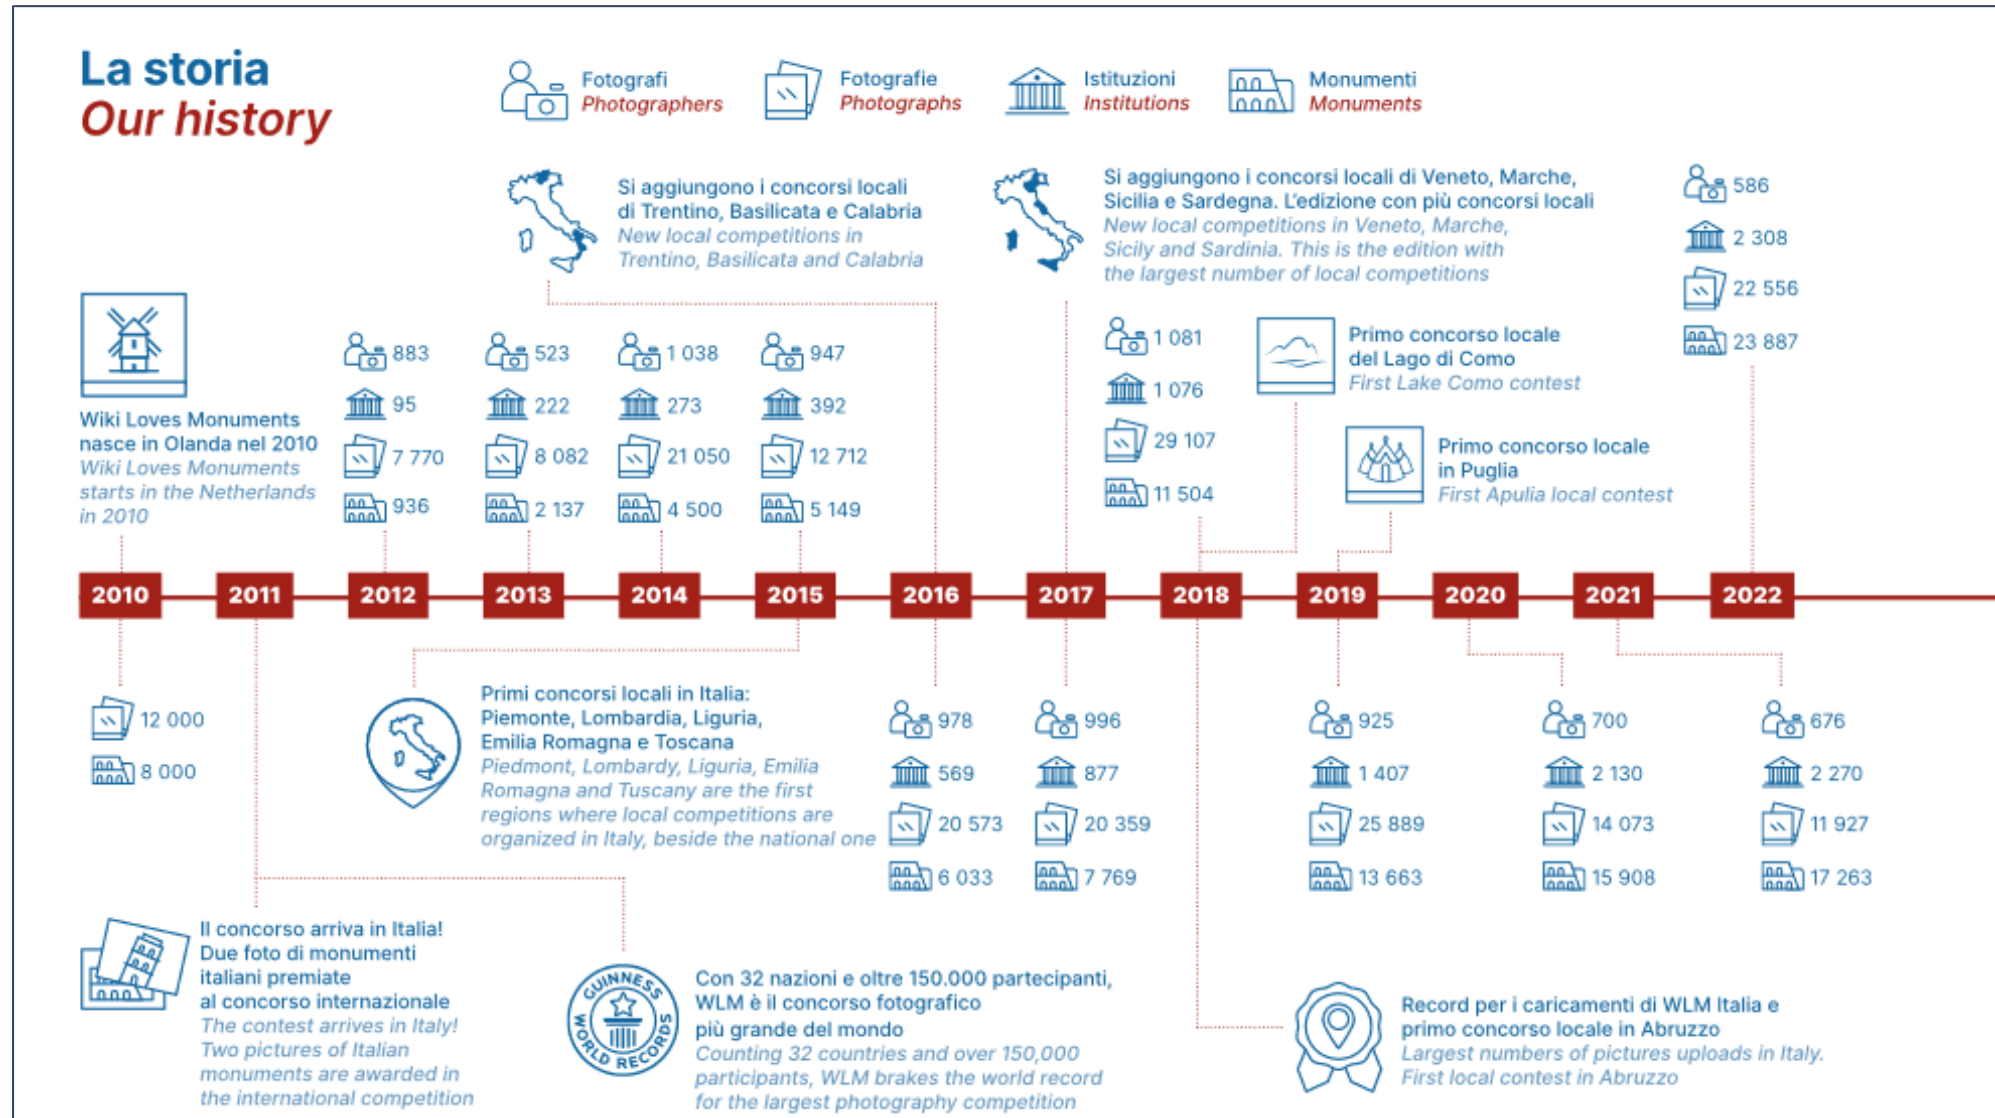 La storia
Our history
Fotografi
Photographers
Fotografie
Photographs
Istituzioni
Institutions
Monumenti
Monuments
Si aggiungono i concorsi locali
di Trentino, Basilicata e Calabria
New local competitions in
Trentino, Basilicata and Calabria
Si aggiungono i concorsi locali di Veneto, Marche,
Sicilia e Sardegna. L'edizione con più concorsi locali
New local competitions in Veneto, Marche,
Sicily and Sardinia. This is the edition with
the largest number of local competitions
586
2 308
22 556
23 887
Wiki Loves Monuments
nasce in Olanda nel 2010
Wiki Loves Monuments
starts in the Netherlands
in 2010
883
95
7 770
936
523
222
8 082
2 137
1 038
273
21 050
4 500
947
392
12 712
5 149
1 081
1 076
29 107
11 504
Primo concorso locale
del Lago di Como
First Lake Como contest
Primo concorso locale
in Puglia
First Apulia local contest
2010
2011
2012
2013
2014
2015
2016
2017
2018
2019
2020
2021
2022
12 000
8 000
Primi concorsi locali in Italia:
Piemonte, Lombardia, Liguria,
Emilia Romagna e Toscana
Piedmont, Lombardy, Liguria, Emilia
Romagna and Tuscany are the first
regions where local competitions are
organized in Italy, beside the national one
978
569
20 573
6 033
996
877
20 359
7 769
925
1 407
25 889
13 663
700
2 130
14 073
15 908
676
2 270
11 927
17 263
Il concorso arriva in Italia!
Due foto di monumenti
italiani premiate
al concorso internazionale
The contest arrives in Italy!
Two pictures of Italian
monuments are awarded in
the international competition
GUINNESS
WORLD RECORDS
Con 32 nazioni e oltre 150.000 partecipanti,
WLM è il concorso fotografico
più grande del mondo
Counting 32 countries and over 150,000
participants, WLM brakes the world record
for the largest photography competition
Record per i caricamenti di WLM Italia e
primo concorso locale in Abruzzo
Largest numbers of pictures uploads in Italy.
First local contest in Abruzzo